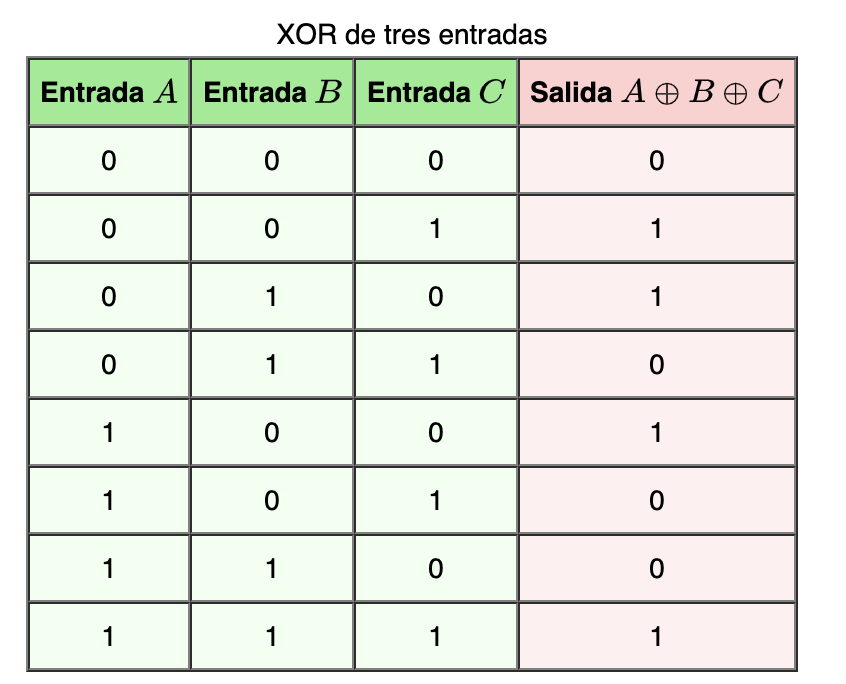 XOR de tres entradas
Entrada A Entrada B Entrada C Salida A ⊕ B ⊕ C
0 0 0 0
0 0 1 1
0 1 0 1
0 1 1 0
1 0 0 1
1 0 1 0
1 1 0 0
1 1 1 1